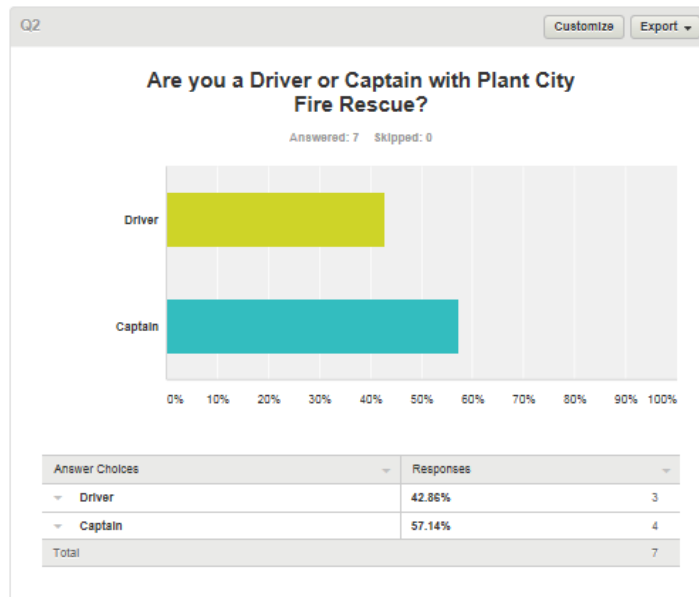 Q2
Customize
Export
Are you a Driver or Captain with Plant City
Fire Rescue?
Answered: 7 Skipped: 0
Driver
Captain
0% 10% 20% 30% 40% 50% 60% 70% 80% 90% 100%
Answer Choices Responses
Driver 42.86% 3
Captain 57.14% 4
Total 7